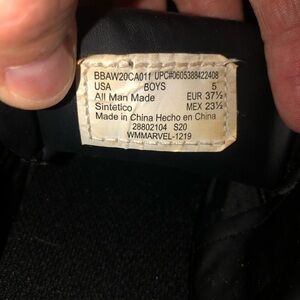 BBAW20CA011 UPC#0605388422408
USA BOYS 5
All Man Made EUR 37½
Sintetico MEX 23½
Made in China Hecho en China
28802104 S20
WMMARVEL-1219